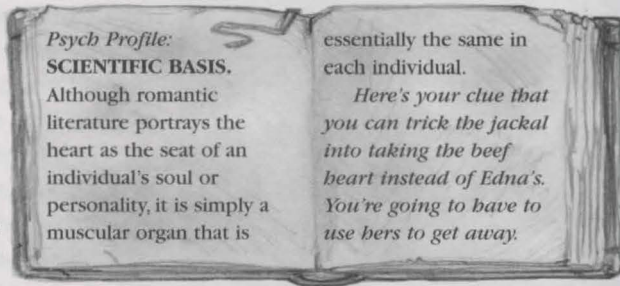 Psych Profile:
SCIENTIFIC BASIS.
Although romantic
literature portrays the
heart as the seat of an
individual's soul or
personality, it is simply a
muscular organ that is
essentially the same in
each individual.
Here's your clue that
you can trick the jackal
into taking the beef
heart instead of Edna's.
You're going to have to
use hers to get away.